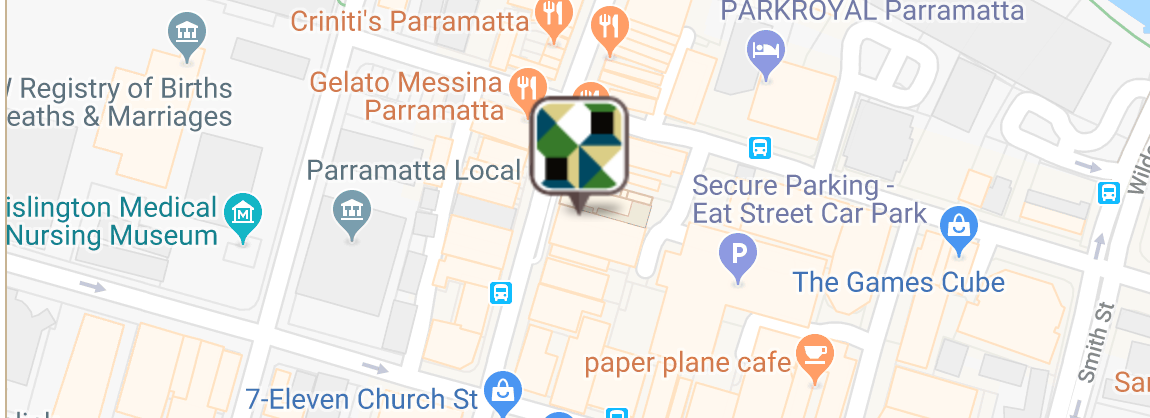 Criniti's Parramatta
PARKROYAL Parramatta
Gelato Messina
Parramatta
Registry of Births
eaths & Marriages
Parramatta Local
islington Medical
Nursing Museum
Secure Parking -
Eat Street Car Park
P
M
The Games Cube
Smith St
paper plane cafe
7-Eleven Church St